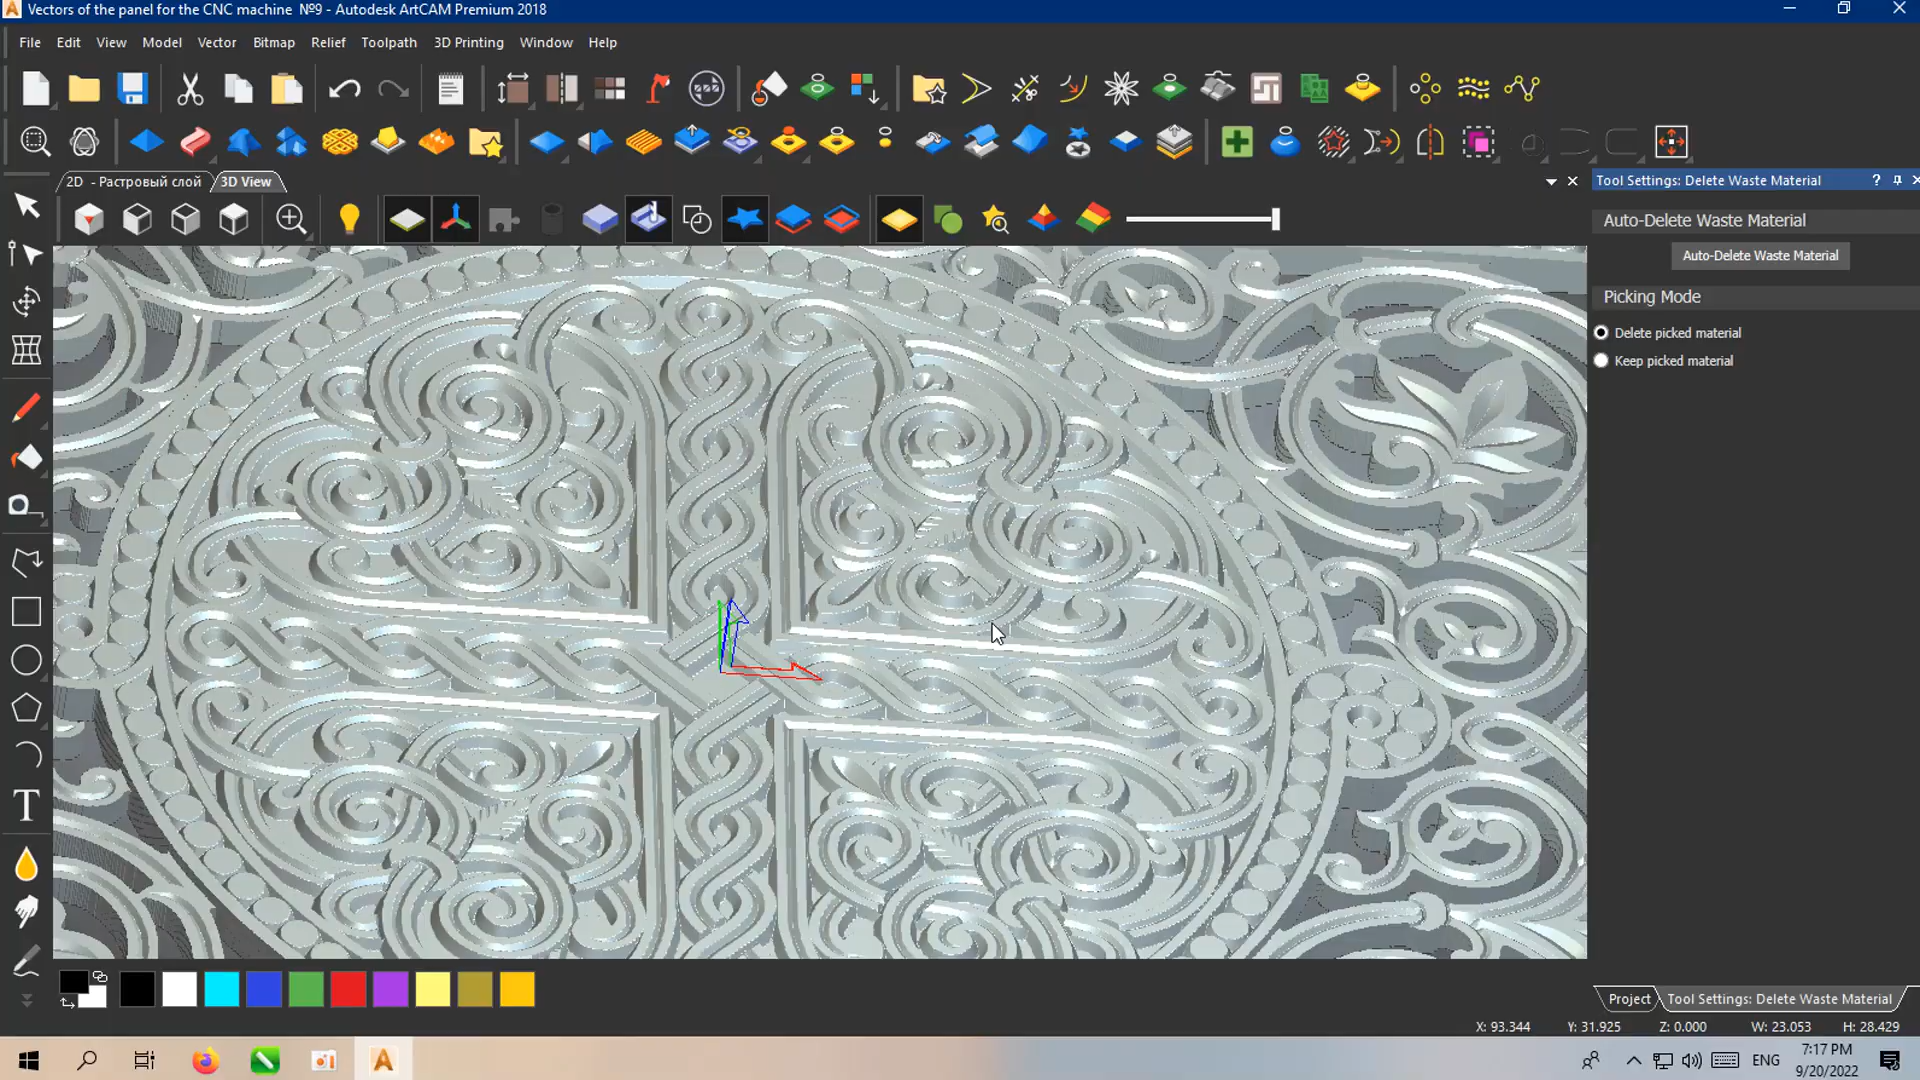 Vectors of the panel for the CNC machine №9 - Autodesk ArtCAM Premium 2018
File Edit View Model Vector Bitmap Relief Toolpath 3D Printing Window Help
2D - Растровый слой 3D View
Tool Settings: Delete Waste Material
Auto-Delete Waste Material
Auto-Delete Waste Material
Picking Mode
Delete picked material
Keep picked material
Project Tool Settings: Delete Waste Material
X: 93.344 Y: 31.925 Z: 0.000 W: 23.053 H: 28.429
ENG
7:17 PM
9/20/2022